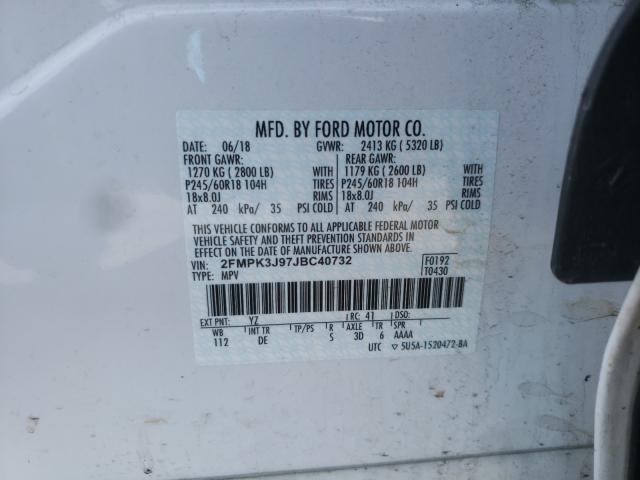 MFD. BY FORD MOTOR CO.
DATE: 06/18 GVWR: 2413 KG ( 5320 LB)
FRONT GAWR: REAR GAWR:
1270 KG ( 2800 LB) WITH 1179 KG ( 2600 LB) WITH
P245/60R18 104H TIRES P245/60R18 104H TIRES
18x8.0J RIMS 18x8.0J RIMS
AT 240 kPa/ 35 PSI COLD AT 240 kPa/ 35 PSI COLD
THIS VEHICLE CONFORMS TO ALL APPLICABLE FEDERAL MOTOR
VEHICLE SAFETY AND THEFT PREVENTION STANDARDS IN
EFFECT ON THE DATE OF MANUFACTURE SHOWN ABOVE.
VIN: 2FMPK3J97JBC40732 F0192
TYPE: MPV T0430
EXT PNT: YZ RC: 41 DSO:
WB INT TR TP/PS R AXLE TR SPR
112 DE S 3D 6 AAAA
UTC ▽ 5U5A-1520472-BA